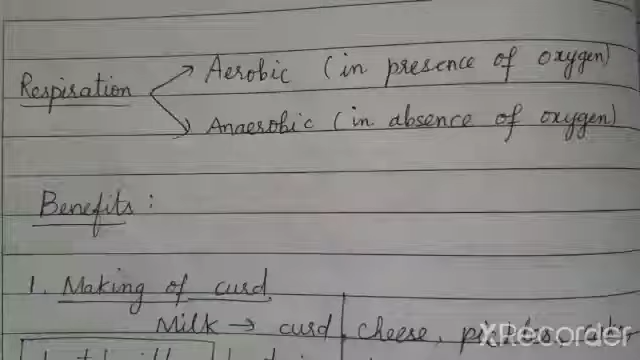 Respiration
Aerobic (in presence of oxygen)
Anaerobic (in absence of oxygen)
Benefits :
1. Making of curd
Milk → curd, cheese,
XRecorder